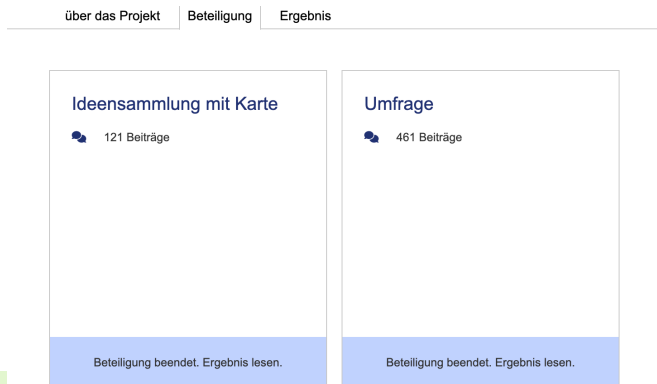 über das Projekt Beteiligung Ergebnis
Ideensammlung mit Karte
121 Beiträge
Beteiligung beendet. Ergebnis lesen.
Umfrage
461 Beiträge
Beteiligung beendet. Ergebnis lesen.